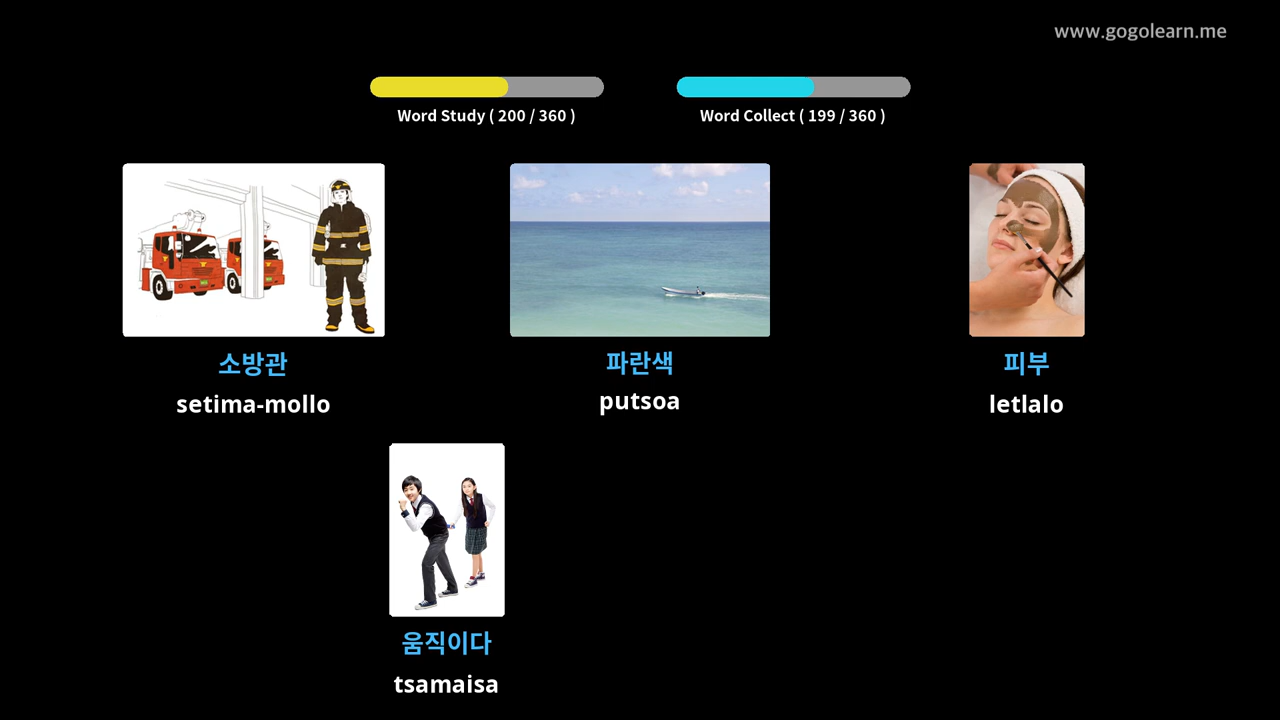 www.gogolearn.me
Word Study ( 200 / 360 )
Word Collect ( 199 / 360 )
소방관
setima-mollo
파란색
putsoa
피부
letlalo
움직이다
tsamaisa